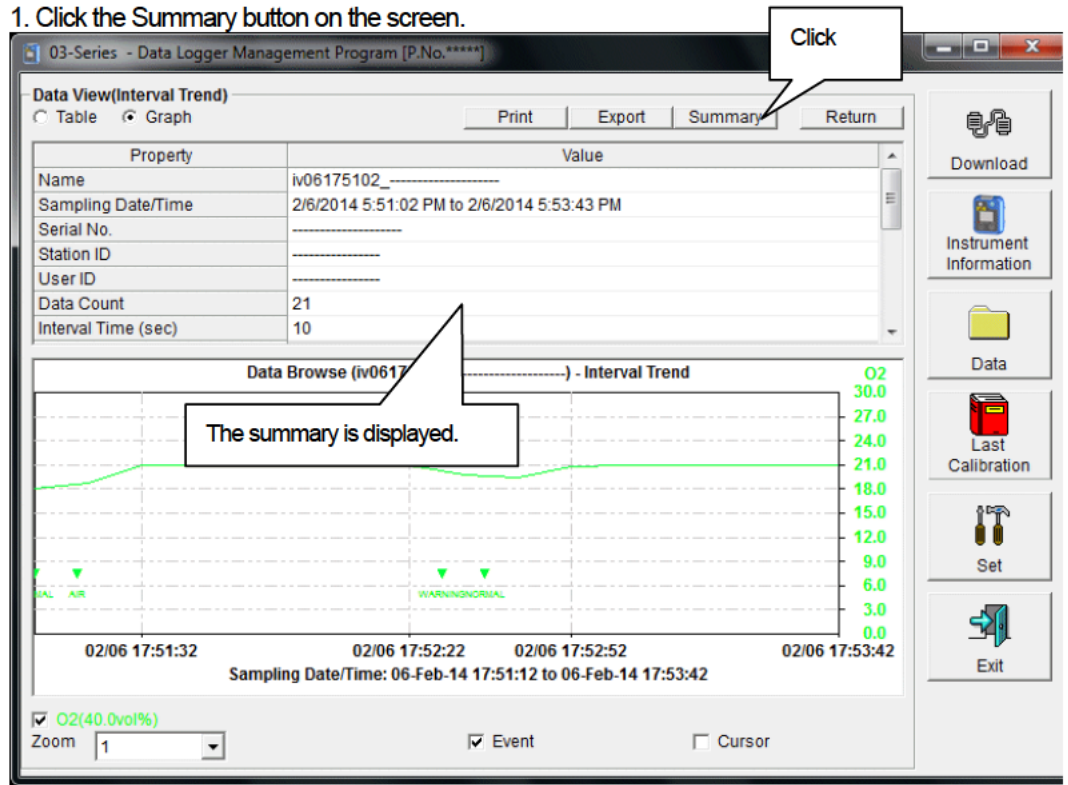 1. Click the Summary button on the screen.
03-Series - Data Logger Management Program [P.No.*****]
Click
Data View(Interval Trend)
Table Graph Print Export Summary Return
Property Value
Name iv06175102_--------------------
Sampling Date/Time 2/6/2014 5:51:02 PM to 2/6/2014 5:53:43 PM
Serial No. --------------------
Station ID ----------------
User ID ----------------
Data Count 21
Interval Time (sec) 10
Download
Instrument
Information
Data
Last
Calibration
Set
Exit
Data Browse (iv0617 --------------------) - Interval Trend
The summary is displayed.
O2
30.0
27.0
24.0
21.0
18.0
15.0
12.0
9.0
6.0
3.0
0.0
AIR WARNING NORMAL
02/06 17:51:32 02/06 17:52:22 02/06 17:52:52 02/06 17:53:42
Sampling Date/Time: 06-Feb-14 17:51:12 to 06-Feb-14 17:53:42
O2(40.0vol%)
Zoom 1 Event Cursor